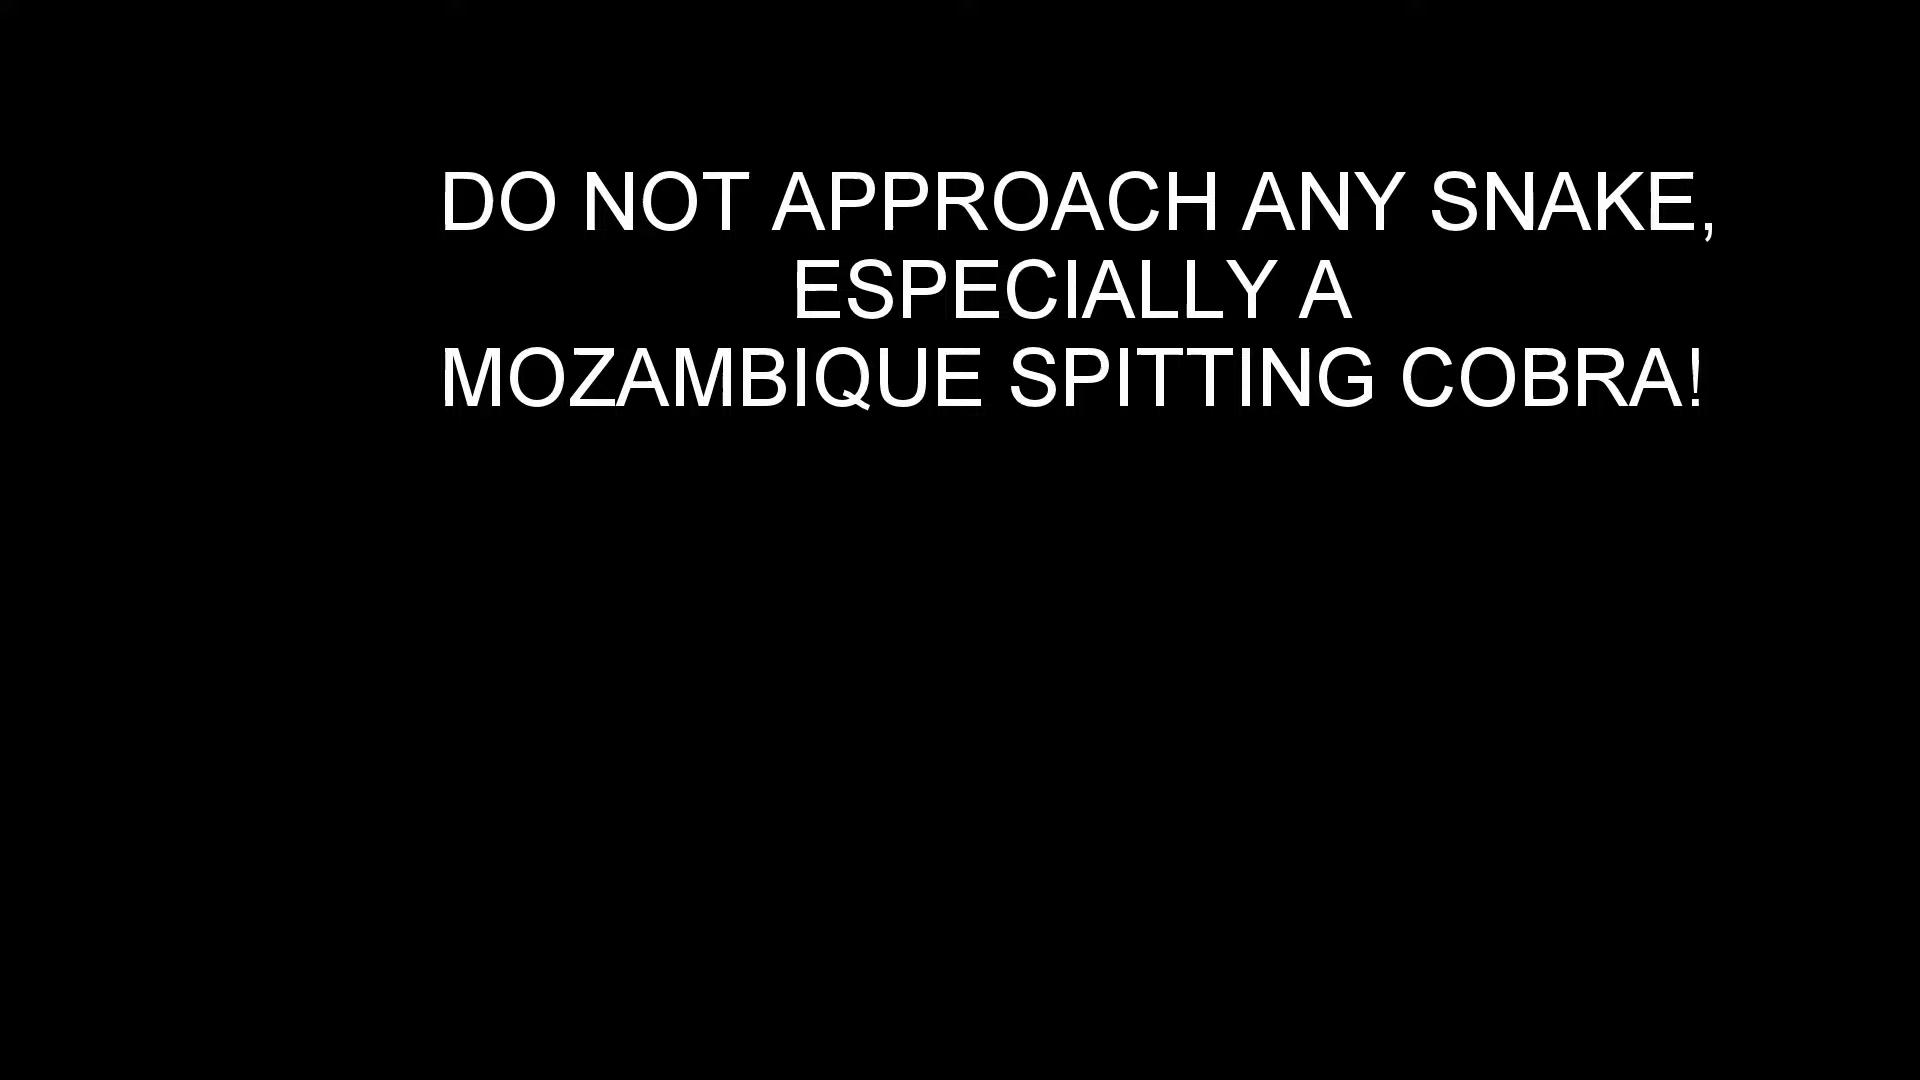 DO NOT APPROACH ANY SNAKE,
ESPECIALLY A
MOZAMBIQUE SPITTING COBRA!